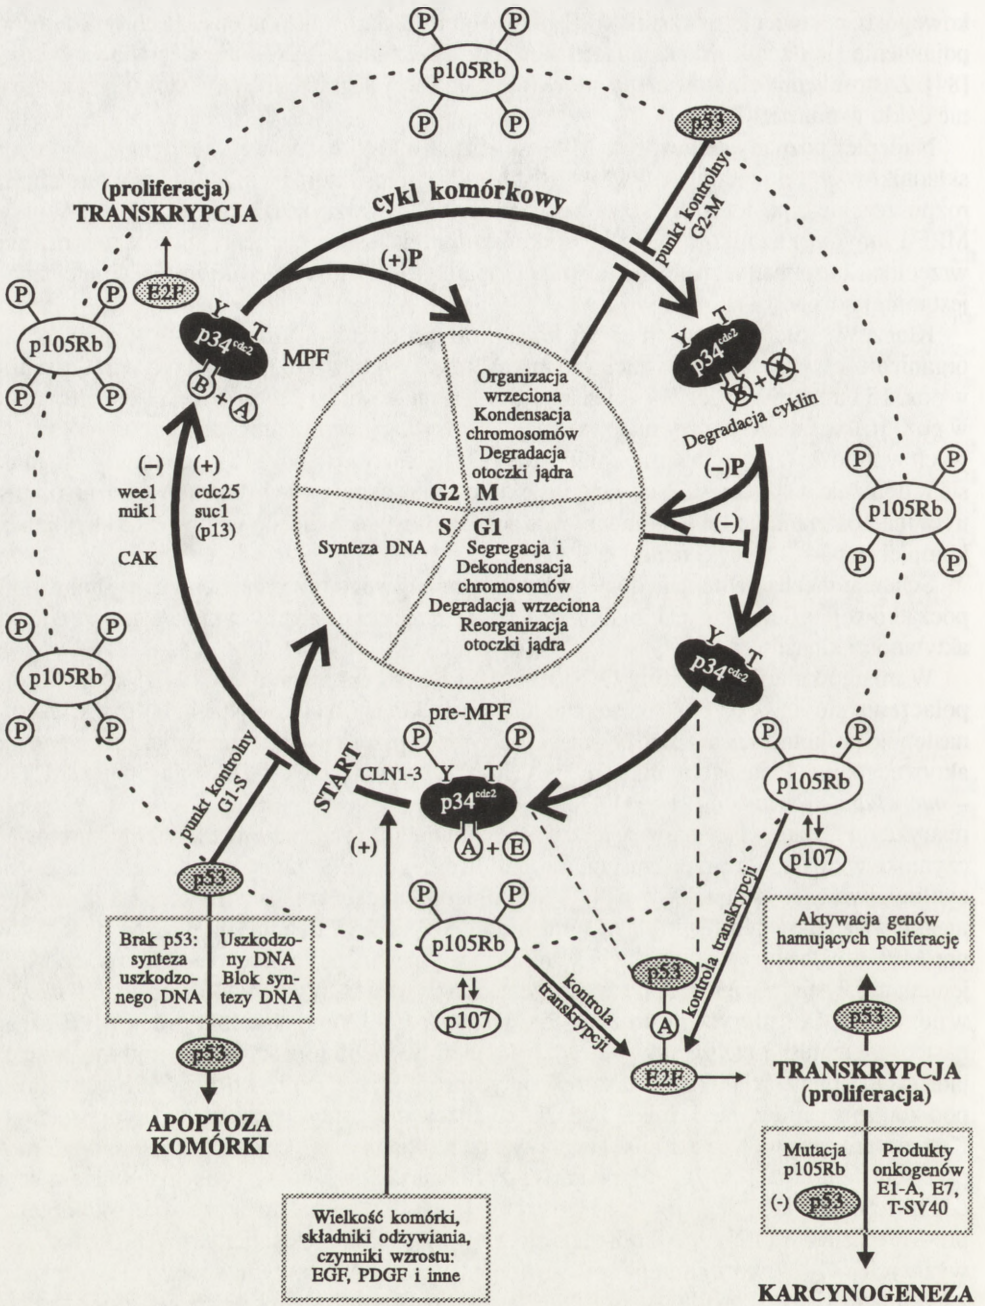 P P
p105Rb
P P
p53
(proliferacja)
TRANSKRYPCJA
cykl komórkowy
punkt kontrolny
G2-M
(+)P
E2F
P P
p105Rb
P P
Y T
p34cdc2
MPF
B + A
Y T
p34cdc2
B + A
Degradacja cyklin
(−)P
(−)
Organizacja
wrzeciona
Kondensacja
chromosomów
Degradacja
otoczki jądra
G2 M
S G1
Synteza DNA
Segregacja i
Dekondensacja
chromosomów
Degradacja wrzeciona
Reorganizacja
otoczki jądra
(−) (+)
wee1 cdc25
mik1 suc1
(p13)
CAK
P P
p105Rb
P P
P P
p105Rb
P P
Y T
p34cdc2
pre-MPF
P P
Y T
p34cdc2
A + E
CLN1-3
START
punkt kontrolny
G1-S
(+)
p53
Brak p53:
synteza
uszkodzo-
nego DNA
Uszkodzo-
ny DNA
Blok syn-
tezy DNA
p53
APOPTOZA
KOMÓRKI
P P
p105Rb
p107
kontrola
transkrypcji
P P
p105Rb
p107
kontrola transkrypcji
p53
A
E2F
Aktywacja genów
hamujących poliferację
p53
TRANSKRYPCJA
(proliferacja)
Mutacja
p105Rb
(-) p53
Produkty
onkogenów
E1-A, E7,
T-SV40
KARCYNOGENEZA
Wielkość komórki,
składniki odżywiania,
czynniki wzrostu:
EGF, PDGF i inne